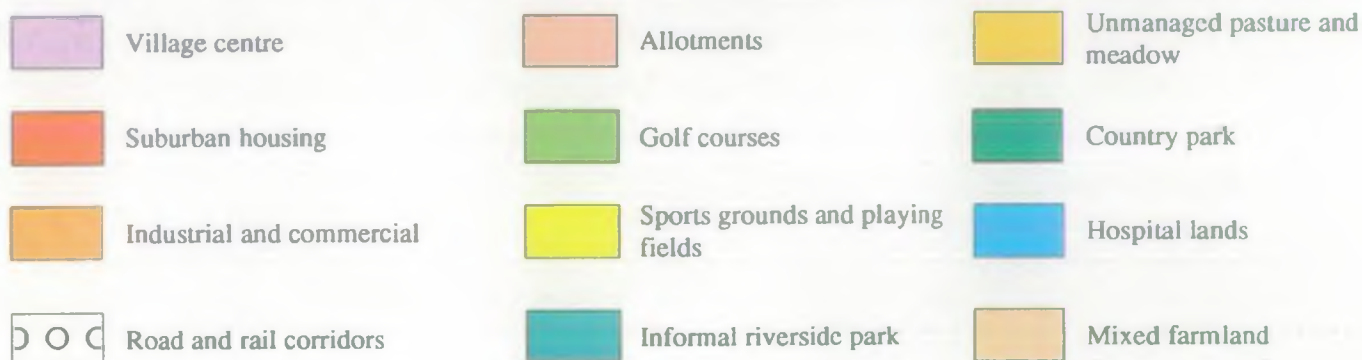 Village centre
Suburban housing
Industrial and commercial
Road and rail corridors
Allotments
Golf courses
Sports grounds and playing
fields
Informal riverside park
Unmanaged pasture and
meadow
Country park
Hospital lands
Mixed farmland